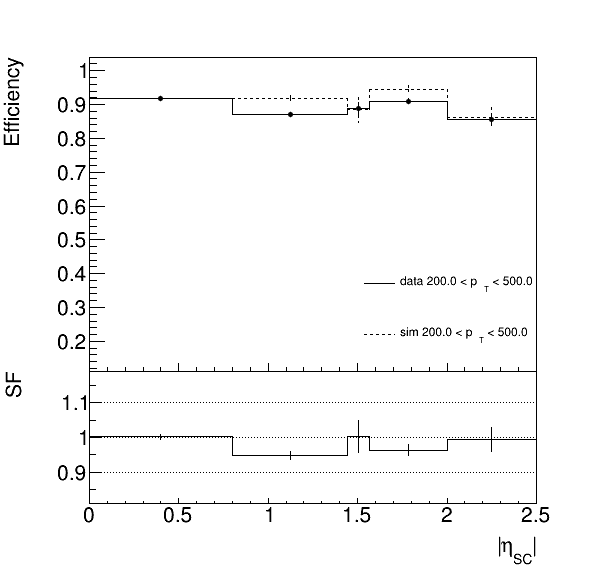 Efficiency
1
0.9
0.8
0.7
0.6
0.5
0.4
0.3
0.2
data 200.0 < p T < 500.0
sim 200.0 < p T < 500.0
SF
1.1
1
0.9
0 0.5 1 1.5 2 2.5
|ηSC|